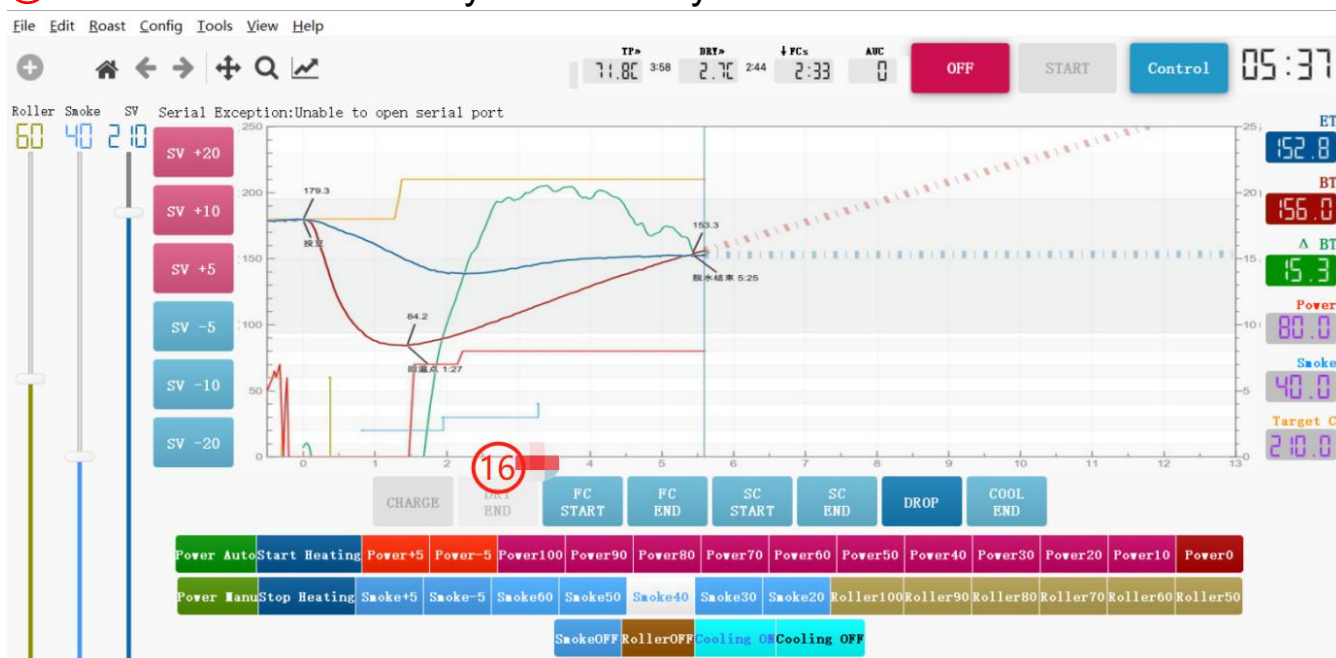 File Edit Roast Config Tools View Help
TP» DRY» ↓FCs AUC
71.8C 3:58 2.7C 2:44 2:33 0 OFF START Control 05:37
Roller Smoke SV Serial Exception:Unable to open serial port
60 40 210
ET
152.8
BT
156.0
Δ BT
15.3
Power
80.0
Smoke
40.0
Target C
210.0
SV +20
SV +10
SV +5
SV -5
SV -10
SV -20
250
200
150
100
50
0
179.3
投豆
84.2
回温点 1:27
153.3
脱水结束 5:25
25
20
15
10
5
0
0 1 2 4 5 6 7 8 9 10 11 12 13
16
CHARGE DRY END FC START FC END SC START SC END DROP COOL END
Power Auto Start Heating Power+5 Power-5 Power100 Power90 Power80 Power70 Power60 Power50 Power40 Power30 Power20 Power10 Power0
Power Manu Stop Heating Smoke+5 Smoke-5 Smoke60 Smoke50 Smoke40 Smoke30 Smoke20 Roller100 Roller90 Roller80 Roller70 Roller60 Roller50
SmokeOFF RollerOFF Cooling ON Cooling OFF